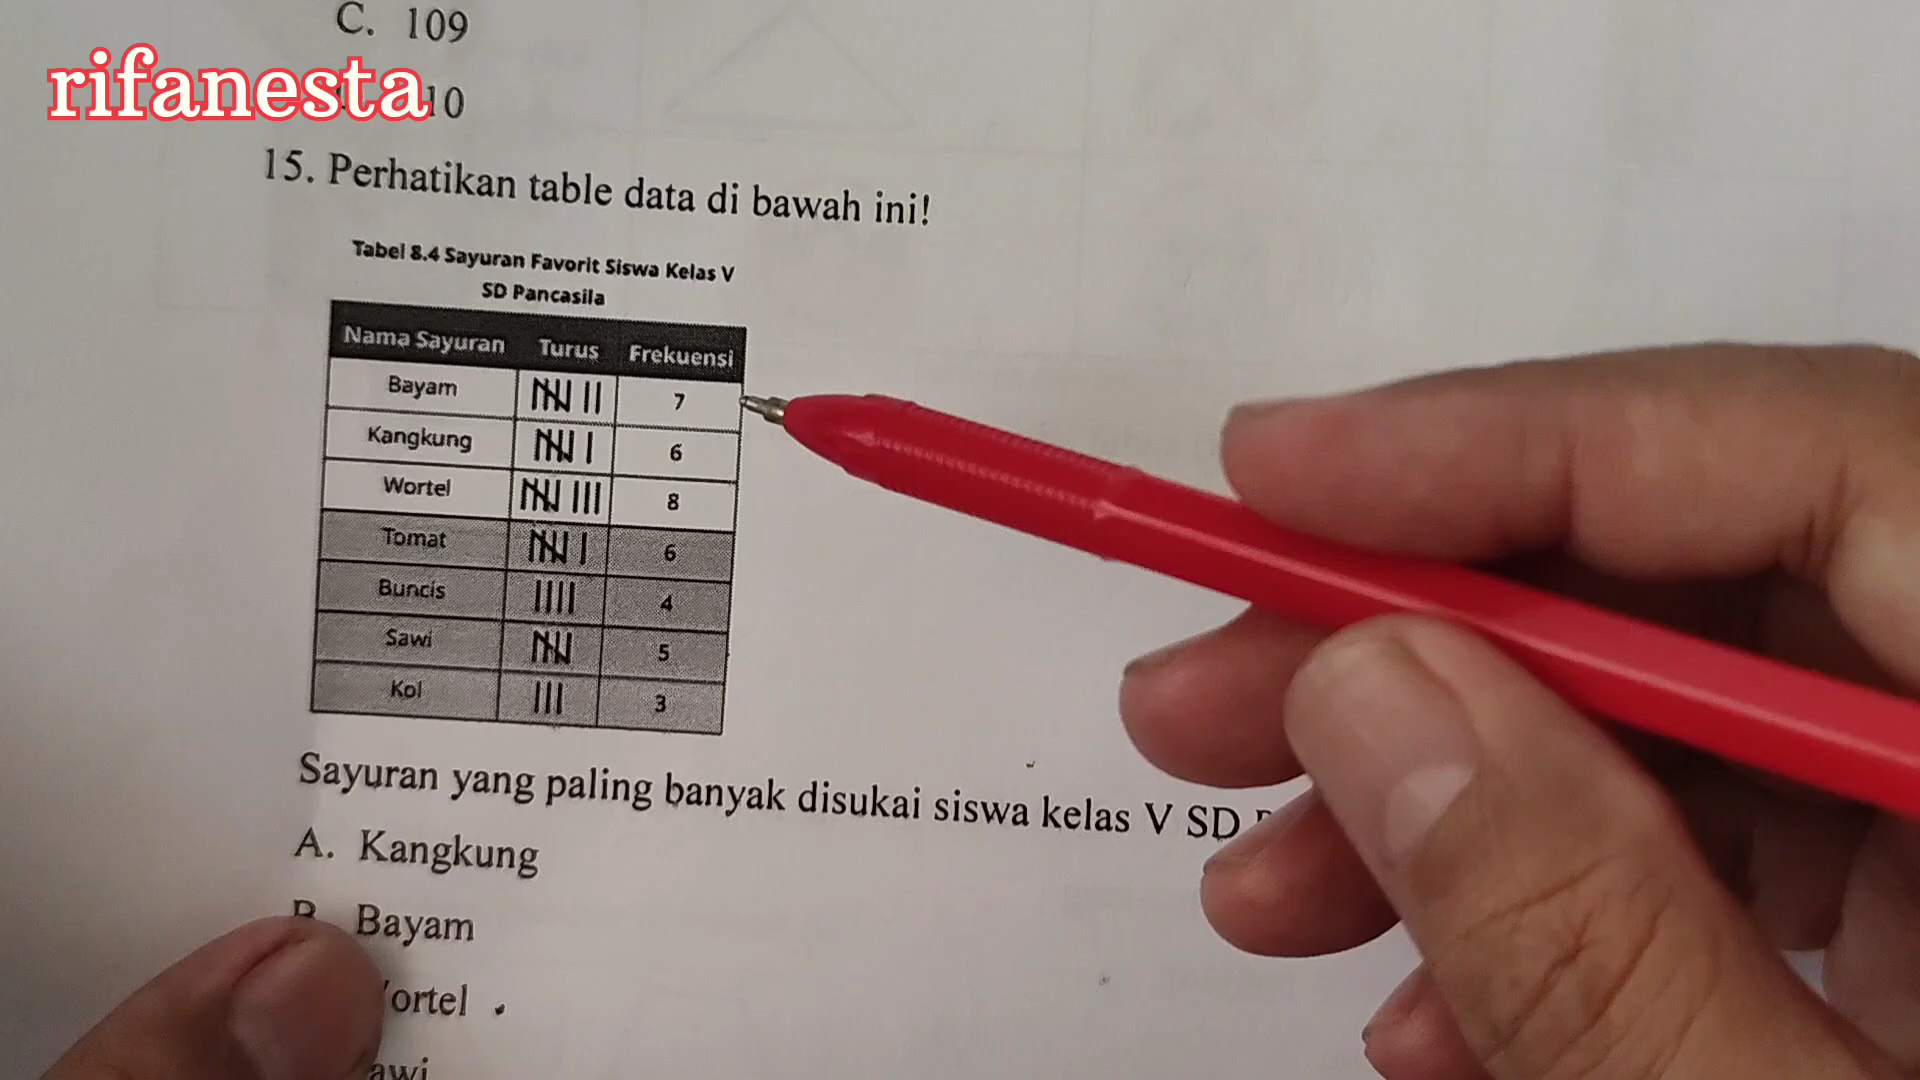 C. 109
rifanesta
10
15. Perhatikan table data di bawah ini!
Tabel 8.4 Sayuran Favorit Siswa Kelas V
SD Pancasila
Nama Sayuran Turus Frekuensi
Bayam 7
Kangkung 6
Wortel 8
Tomat 6
Buncis 4
Sawi 5
Kol 3
Sayuran yang paling banyak disukai siswa kelas V SD
A. Kangkung
B. Bayam
ortel
awi